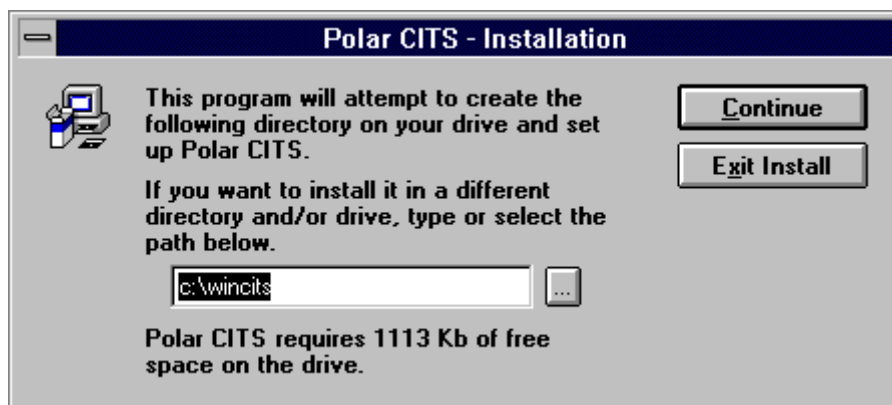 Polar CITS - Installation
This program will attempt to create the
following directory on your drive and set
up Polar CITS.
Continue
Exit Install
If you want to install it in a different
directory and/or drive, type or select the
path below.
c:\wincits
...
Polar CITS requires 1113 Kb of free
space on the drive.